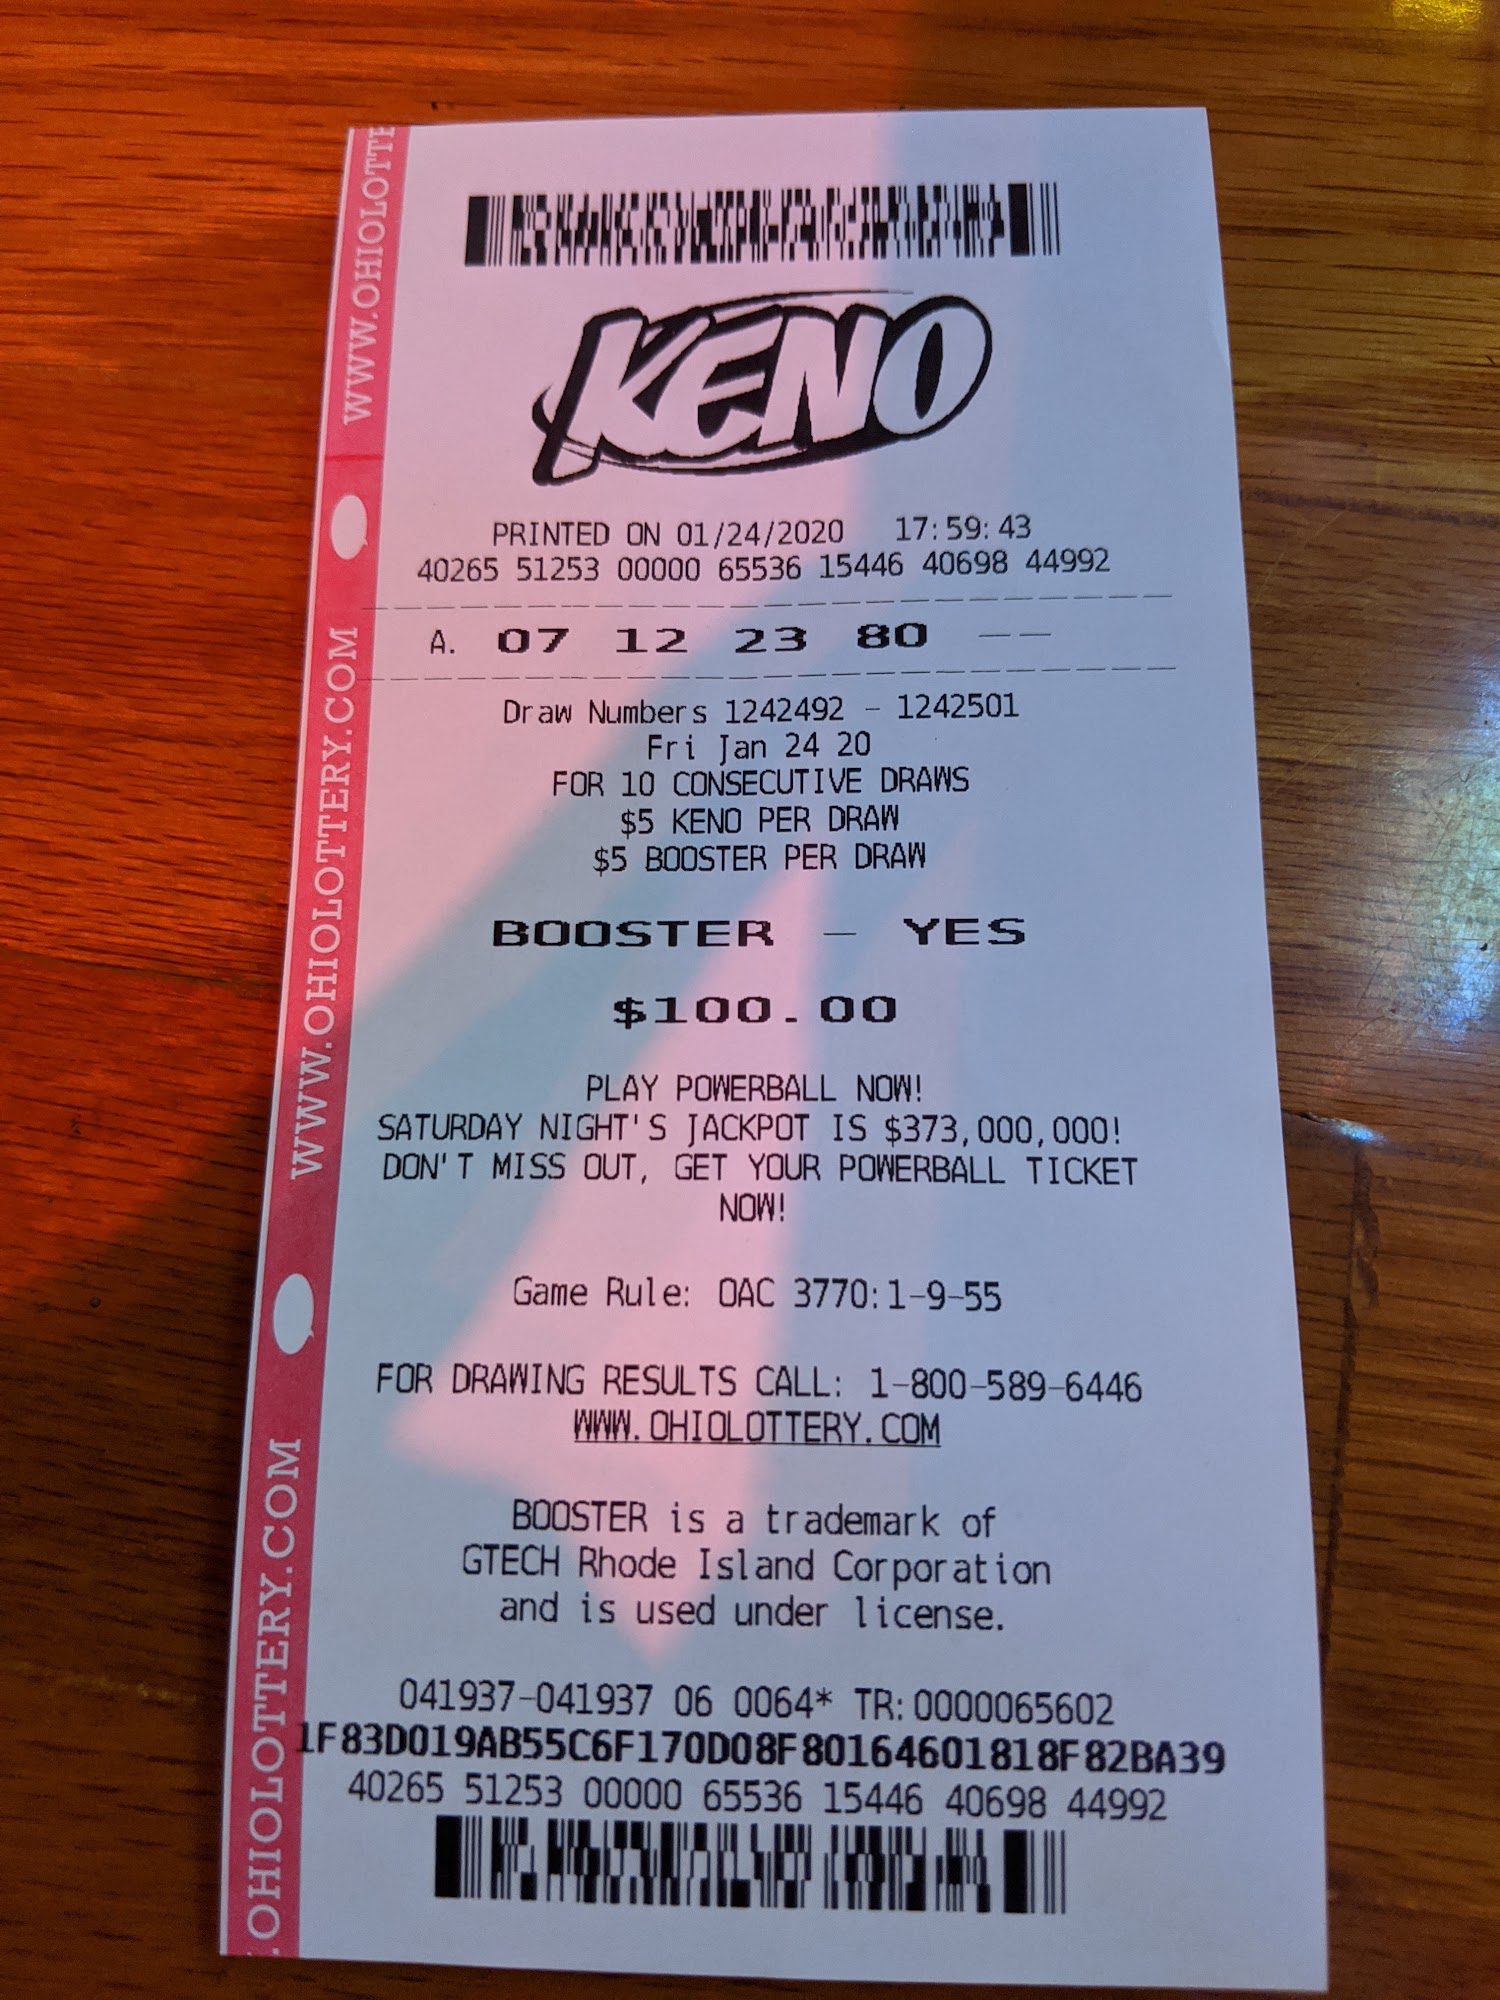 WWW.OHIOLOTTE
WWW.OHIOLOTTERY.COM
.OHIOLOTTERY.COM
KENO
PRINTED ON 01/24/2020 17:59:43
40265 51253 00000 65536 15446 40698 44992
A. 07 12 23 80 -- 
Draw Numbers 1242492 - 1242501
Fri Jan 24 20
FOR 10 CONSECUTIVE DRAWS
$5 KENO PER DRAW
$5 BOOSTER PER DRAW
BOOSTER - YES
$100.00
PLAY POWERBALL NOW!
SATURDAY NIGHT'S JACKPOT IS $373,000,000!
DON'T MISS OUT, GET YOUR POWERBALL TICKET
NOW!
Game Rule: OAC 3770:1-9-55
FOR DRAWING RESULTS CALL: 1-800-589-6446
WWW.OHIOLOTTERY.COM
BOOSTER is a trademark of
GTECH Rhode Island Corporation
and is used under license.
041937-041937 06 0064* TR:0000065602
1F83D019AB55C6F170D08F80164601818F82BA39
40265 51253 00000 65536 15446 40698 44992